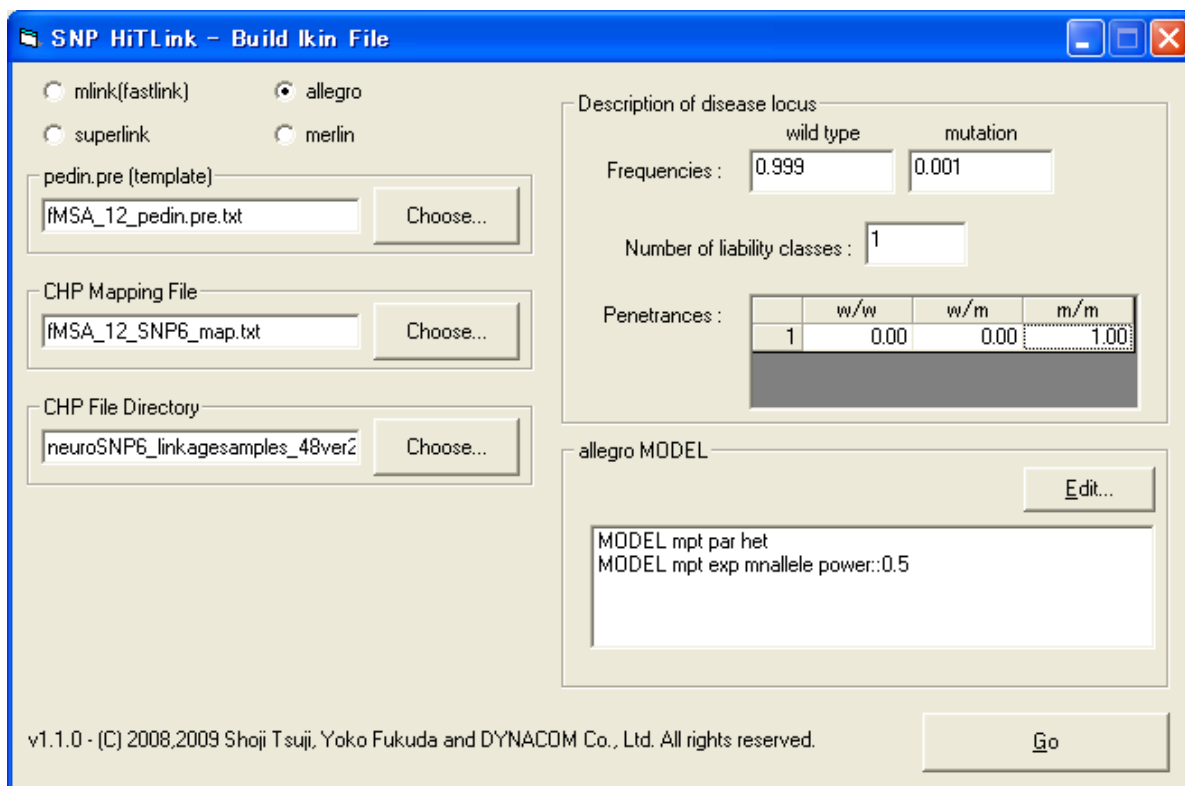 SNP HiTLink - Build lkin File
mlink(fastlink) allegro
superlink merlin
pedin.pre (template)
fMSA_12_pedin.pre.txt Choose...
CHP Mapping File
fMSA_12_SNP6_map.txt Choose...
CHP File Directory
neuroSNP6_linkagesamples_48ver2 Choose...
Description of disease locus
wild type mutation
Frequencies : 0.999 0.001
Number of liability classes : 1
Penetrances : w/w w/m m/m
1 0.00 0.00 1.00
allegro MODEL
Edit...
MODEL mpt par het
MODEL mpt exp mnallele power::0.5
v1.1.0 - (C) 2008,2009 Shoji Tsuji, Yoko Fukuda and DYNACOM Co., Ltd. All rights reserved.
Go